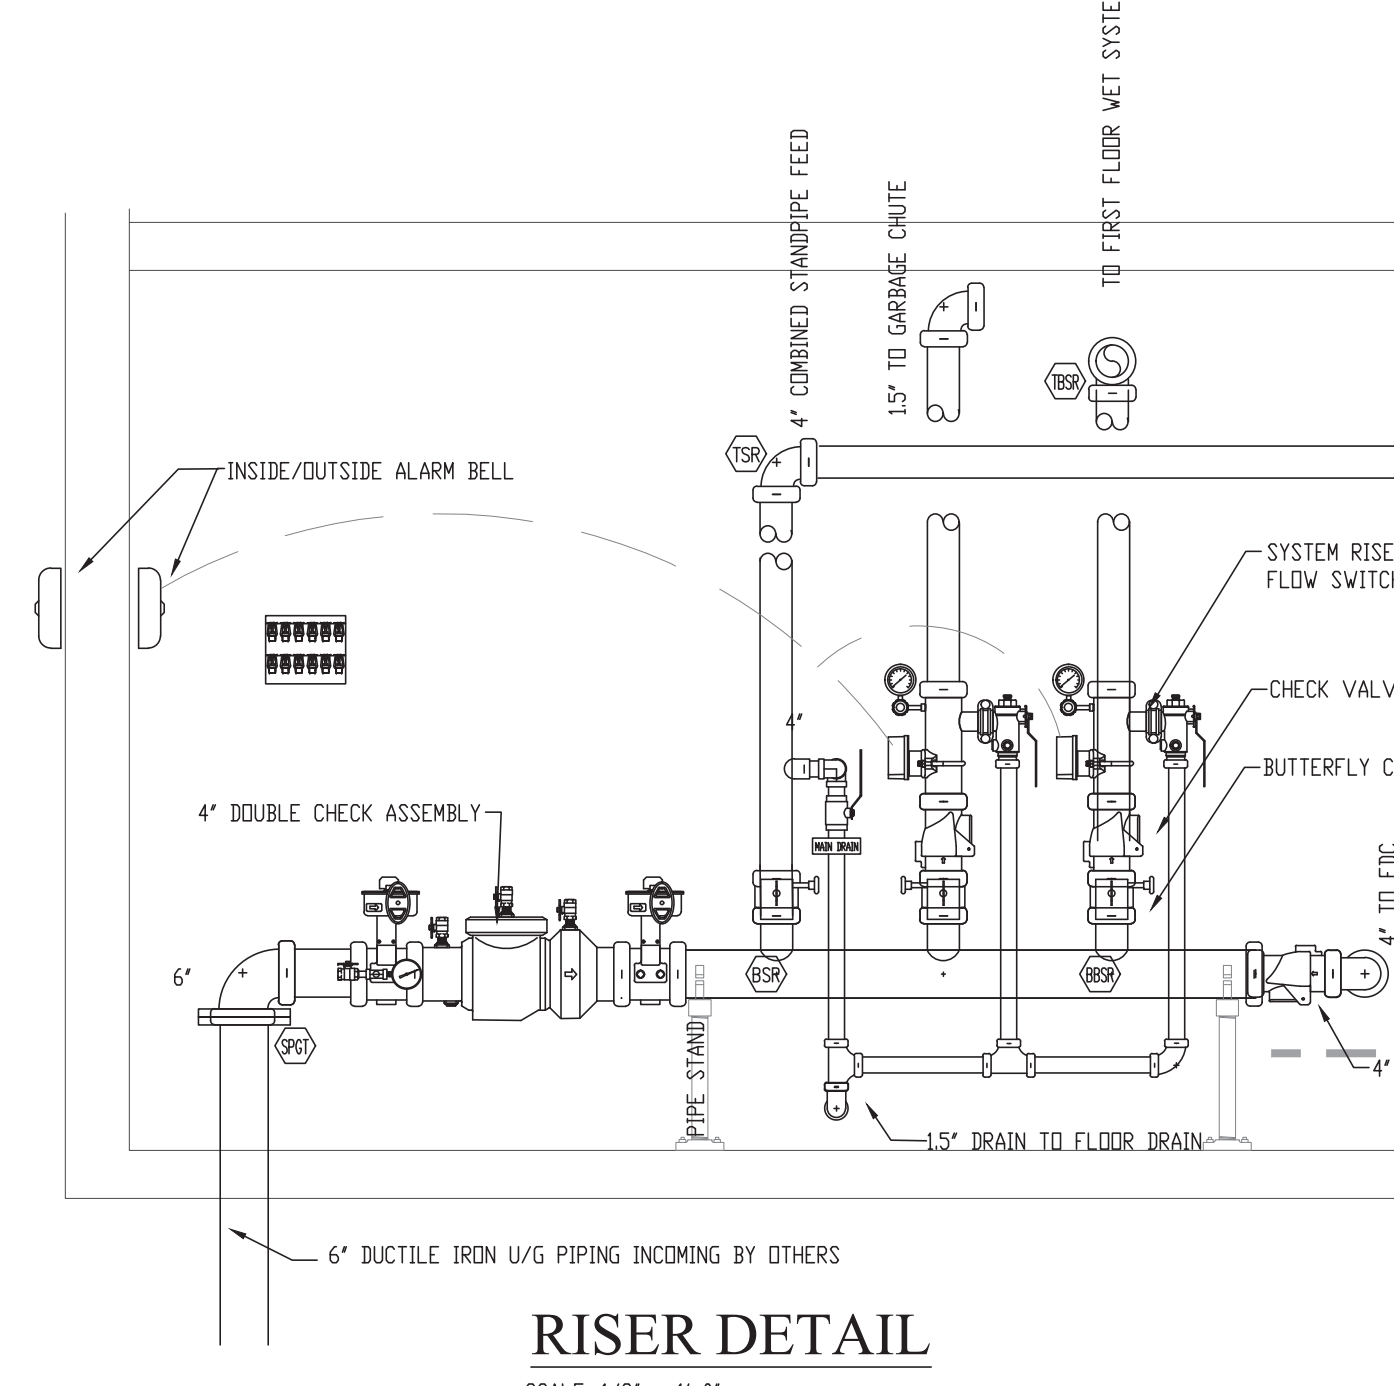 TO FIRST FLOOR WET SYSTE
4" COMBINED STANDPIPE FEED
1.5" TO GARBAGE CHUTE
TBSR
TSR
INSIDE/OUTSIDE ALARM BELL
SYSTEM RISE
FLOW SWITCH
CHECK VALV
4"
BUTTERFLY C
4" DOUBLE CHECK ASSEMBLY
MAIN DRAIN
4" TO FDC
6"
BSR
BBSR
SPGT
PIPE STAND
4"
1.5" DRAIN TO FLOOR DRAIN
6" DUCTILE IRON U/G PIPING INCOMING BY OTHERS
RISER DETAIL